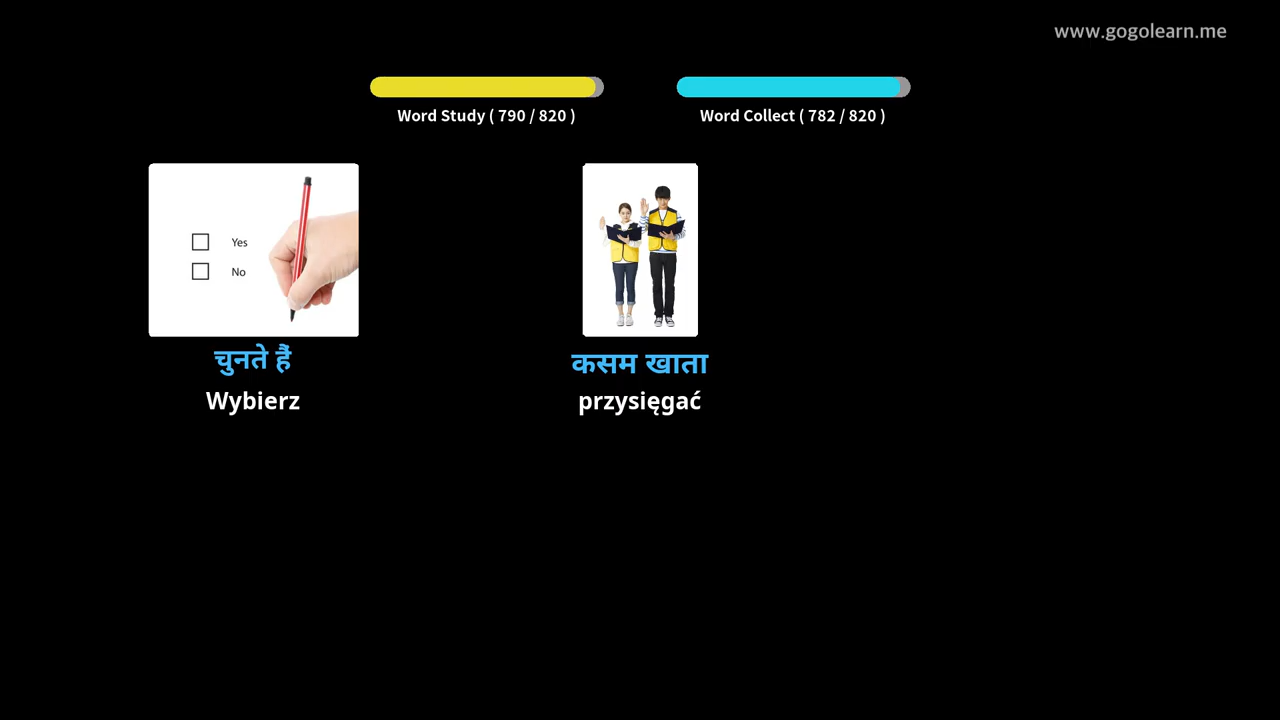 www.gogolearn.me
Word Study ( 790 / 820 )
Word Collect ( 782 / 820 )
Yes
No
चुनते हैं
Wybierz
कसम खाता
przysięgać